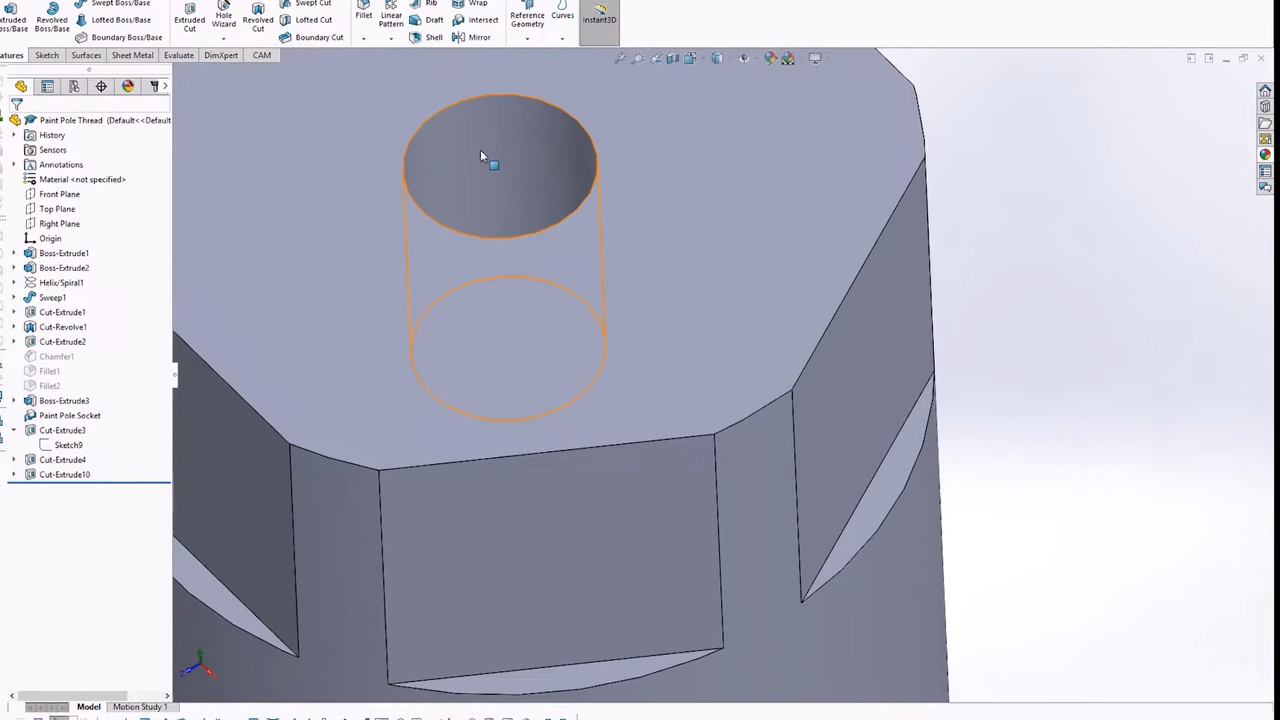 Swept Cut
Rib
Wrap
Extruded Boss/Base
Revolved Boss/Base
Lofted Boss/Base
Boundary Boss/Base
Extruded Cut
Hole Wizard
Revolved Cut
Lofted Cut
Boundary Cut
Fillet
Linear Pattern
Draft
Shell
Intersect
Mirror
Reference Geometry
Curves
Instant3D
Sketch
Surfaces
Sheet Metal
Evaluate
DimXpert
CAM
Paint Pole Thread (Default<<Default
History
Sensors
Annotations
Material <not specified>
Front Plane
Top Plane
Right Plane
Origin
Boss-Extrude1
Boss-Extrude2
Helix/Spiral1
Sweep1
Cut-Extrude1
Cut-Revolve1
Cut-Extrude2
Chamfer1
Fillet1
Fillet2
Boss-Extrude3
Paint Pole Socket
Cut-Extrude3
Sketch9
Cut-Extrude4
Cut-Extrude10
Model
Motion Study 1